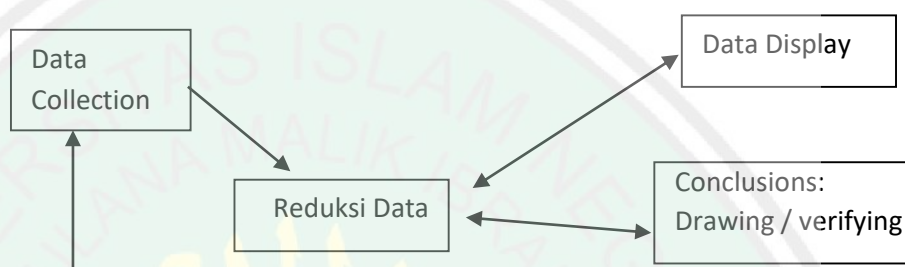 Data
Collection
Data Display
Reduksi Data
Conclusions:
Drawing / verifying